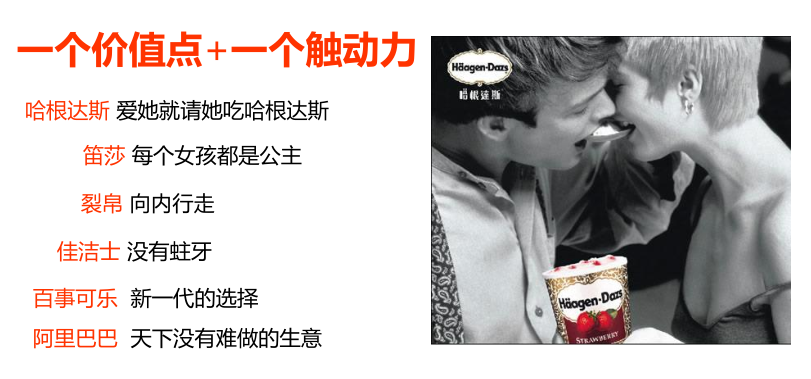 一个价值点+一个触动力
哈根达斯 爱她就请她吃哈根达斯
笛莎 每个女孩都是公主
裂帛 向内行走
佳洁士 没有蛀牙
百事可乐 新一代的选择
阿里巴巴 天下没有难做的生意
Häagen-Dazs
哈根達斯
Häagen-Dazs
STRAWBERRY